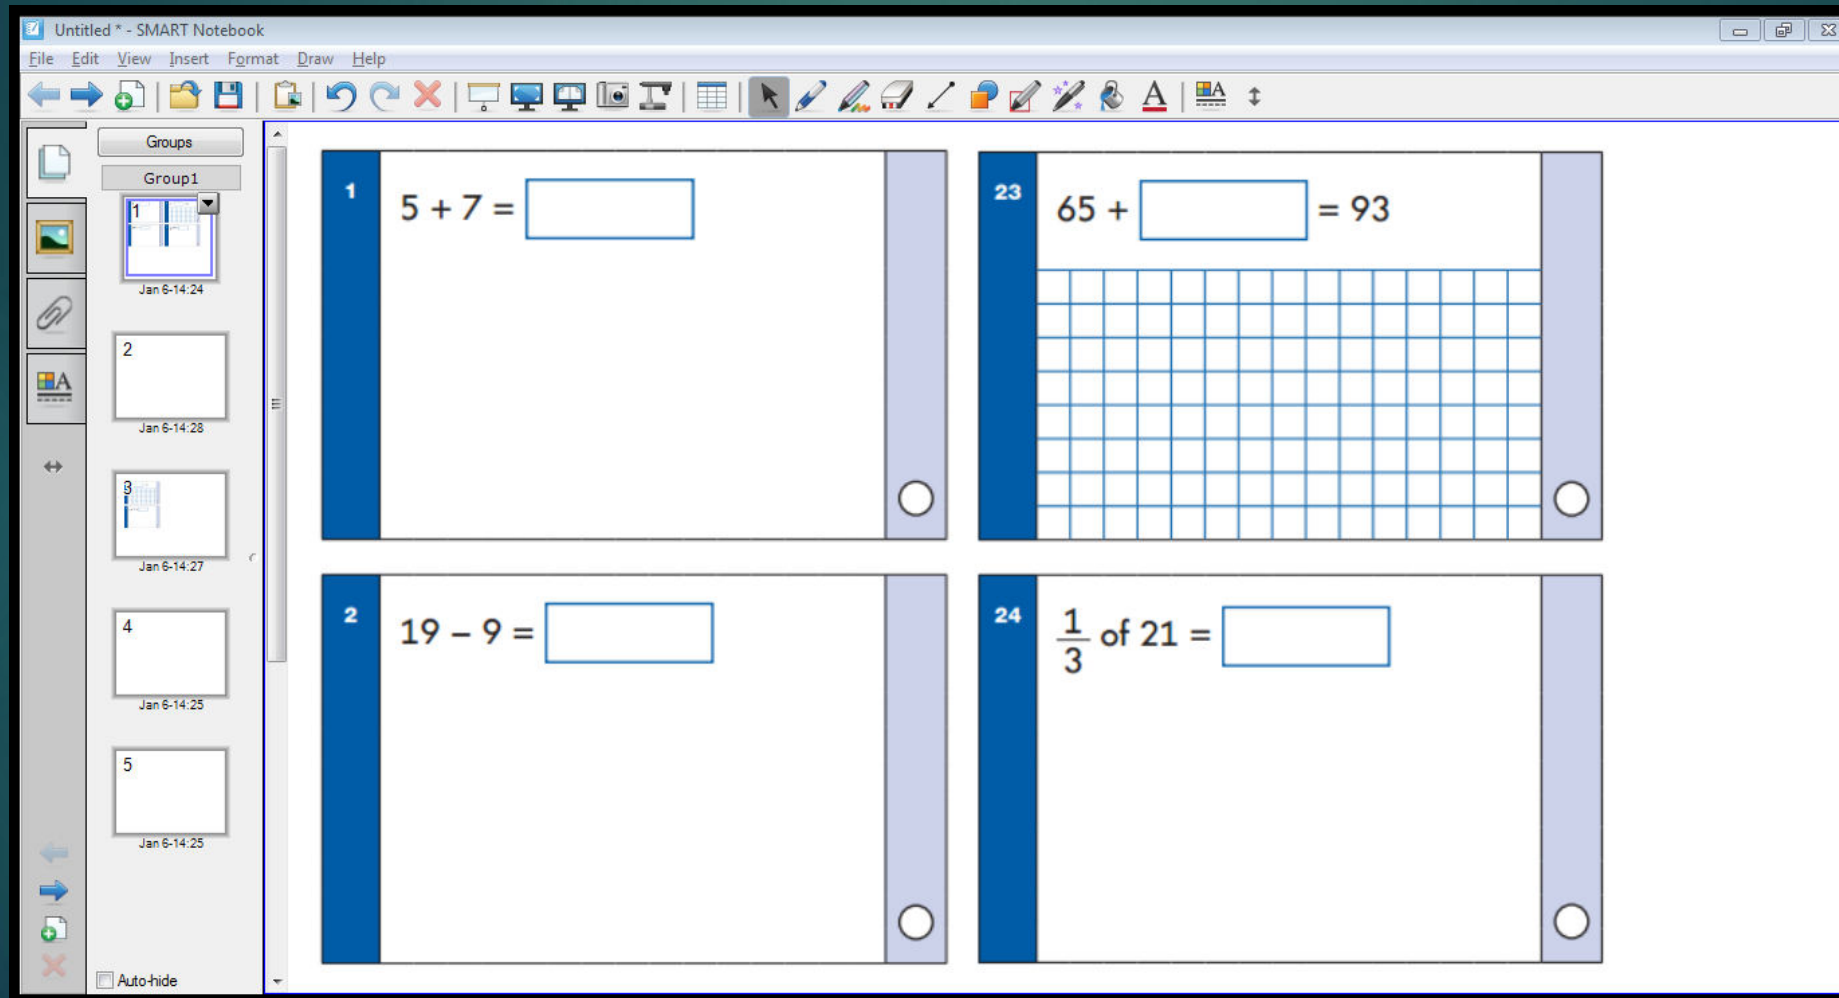 Untitled * - SMART Notebook
File Edit View Insert Format Draw Help
Groups
Group1
1
Jan 6-14:24
2
Jan 6-14:28
3
Jan 6-14:27
4
Jan 6-14:25
5
Jan 6-14:25
Auto-hide
1
5 + 7 =
23
65 + = 93
2
19 – 9 =
24
1/3 of 21 =